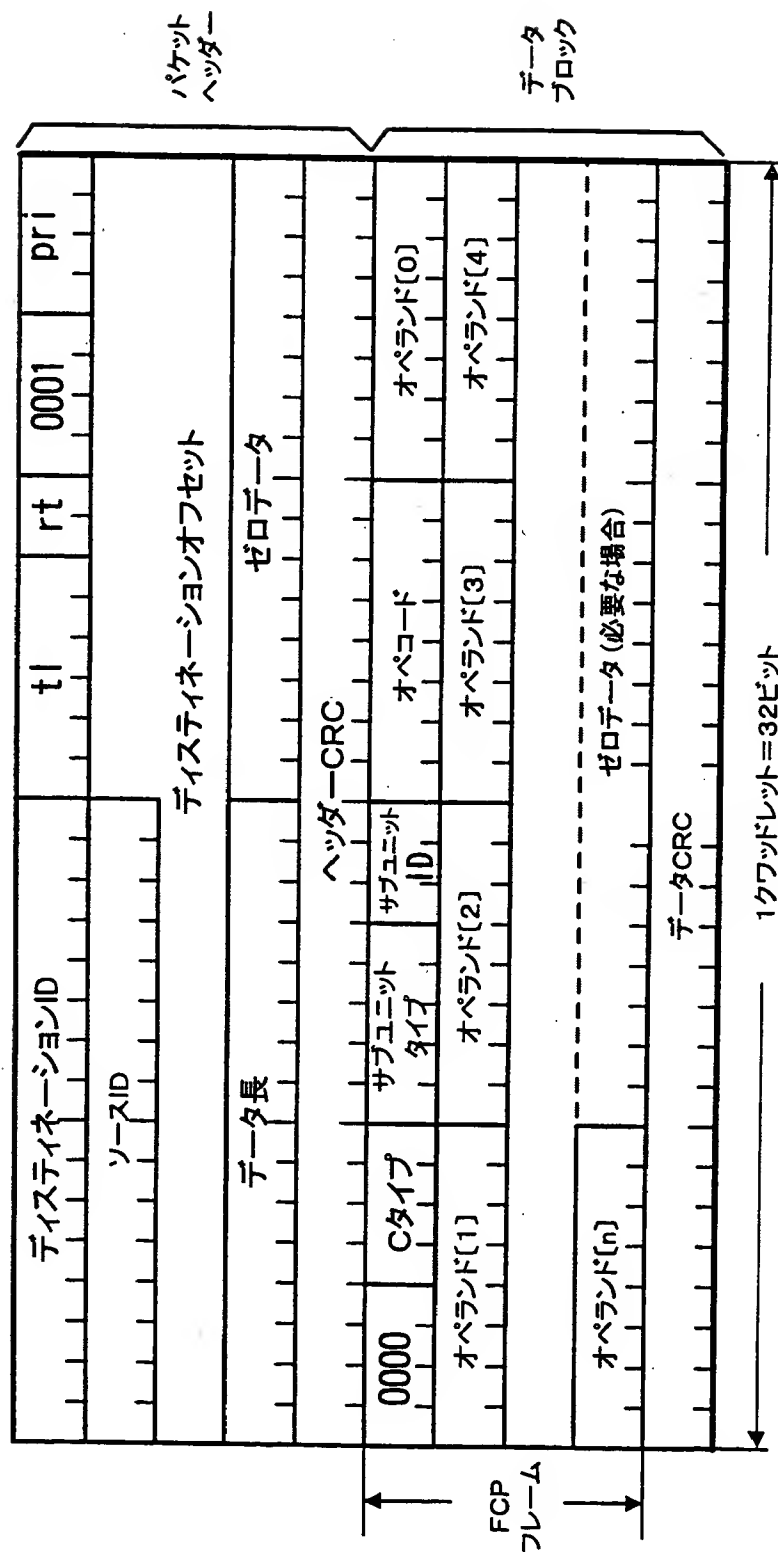 ディスティネーションID tl rt 0001 pri
ソースID
ディスティネーションオフセット
データ長 ゼロデータ
ヘッダーCRC
0000 Cタイプ サブユニットタイプ サブユニットID オペコード オペランド[0]
オペランド[1] オペランド[2] オペランド[3] オペランド[4]
オペランド[n] ゼロデータ(必要な場合)
データCRC
パケット
ヘッダー
データ
ブロック
FCP
フレーム
1クワッドレット=32ビット